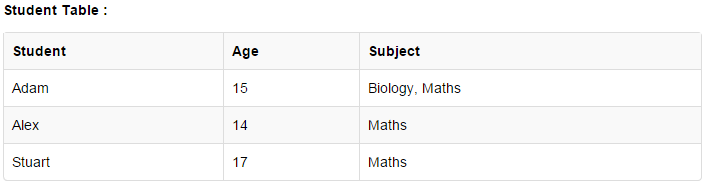 Student Table :
Student Age Subject
Adam 15 Biology, Maths
Alex 14 Maths
Stuart 17 Maths